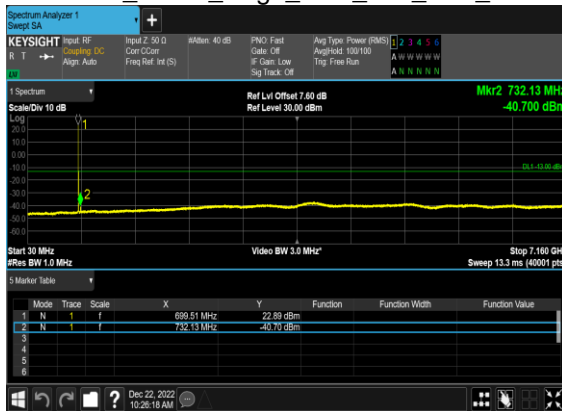 Spectrum Analyzer 1
Swept SA
KEYSIGHT
R T
Input: RF
Coupling: DC
Align: Auto
Input Z: 50 Ω
Corr CCorr
Freq Ref: Int (S)
#Atten: 40 dB
PNO: Fast
Gate: Off
IF Gain: Low
Sig Track: Off
Avg Type: Power (RMS)
Avg|Hold: 100/100
Trig: Free Run
1 2 3 4 5 6
A W W W W W
A N N N N N
1 Spectrum
Scale/Div 10 dB
Ref Lvl Offset 7.60 dB
Ref Level 30.00 dBm
Mkr2 732.13 MHz
-40.700 dBm
Log
20.0
10.0
0.00
-10.0
-20.0
-30.0
-40.0
-50.0
-60.0
1
2
DL1 -13.00 dB
Start 30 MHz
#Res BW 1.0 MHz
Video BW 3.0 MHz*
Stop 7.160 GH
Sweep 13.3 ms (40001 pts
5 Marker Table
Mode Trace Scale X Y Function Function Width Function Value
1 N 1 f 699.51 MHz 22.89 dBm
2 N 1 f 732.13 MHz -40.70 dBm
3
4
5
6
? Dec 22, 2022
10:26:18 AM